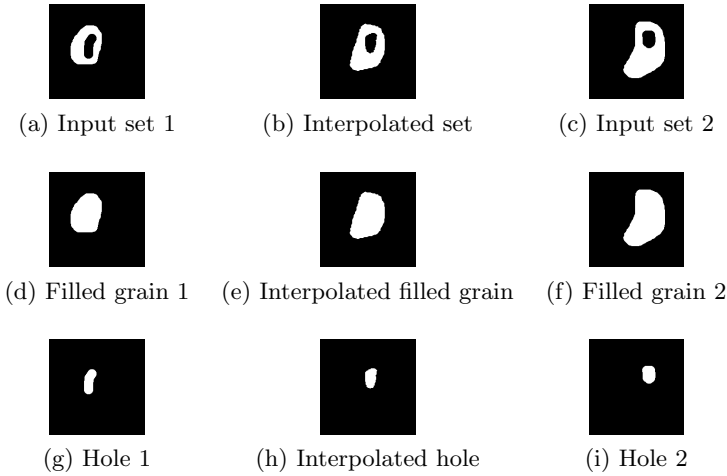 (a) Input set 1
(b) Interpolated set
(c) Input set 2
(d) Filled grain 1
(e) Interpolated filled grain
(f) Filled grain 2
(g) Hole 1
(h) Interpolated hole
(i) Hole 2